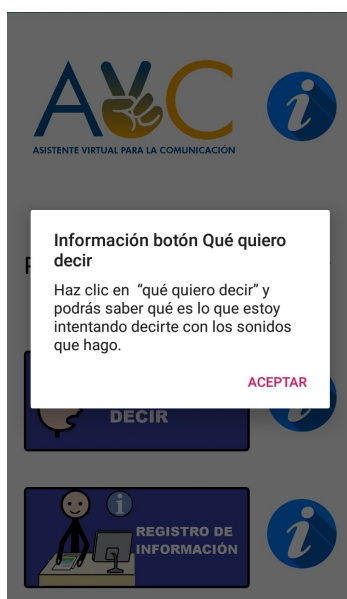 AVC
ASISTENTE VIRTUAL PARA LA COMUNICACIÓN
Información botón Qué quiero
decir
Haz clic en “qué quiero decir” y
podrás saber qué es lo que estoy
intentando decirte con los sonidos
que hago.
ACEPTAR
DECIR
REGISTRO DE
INFORMACIÓN